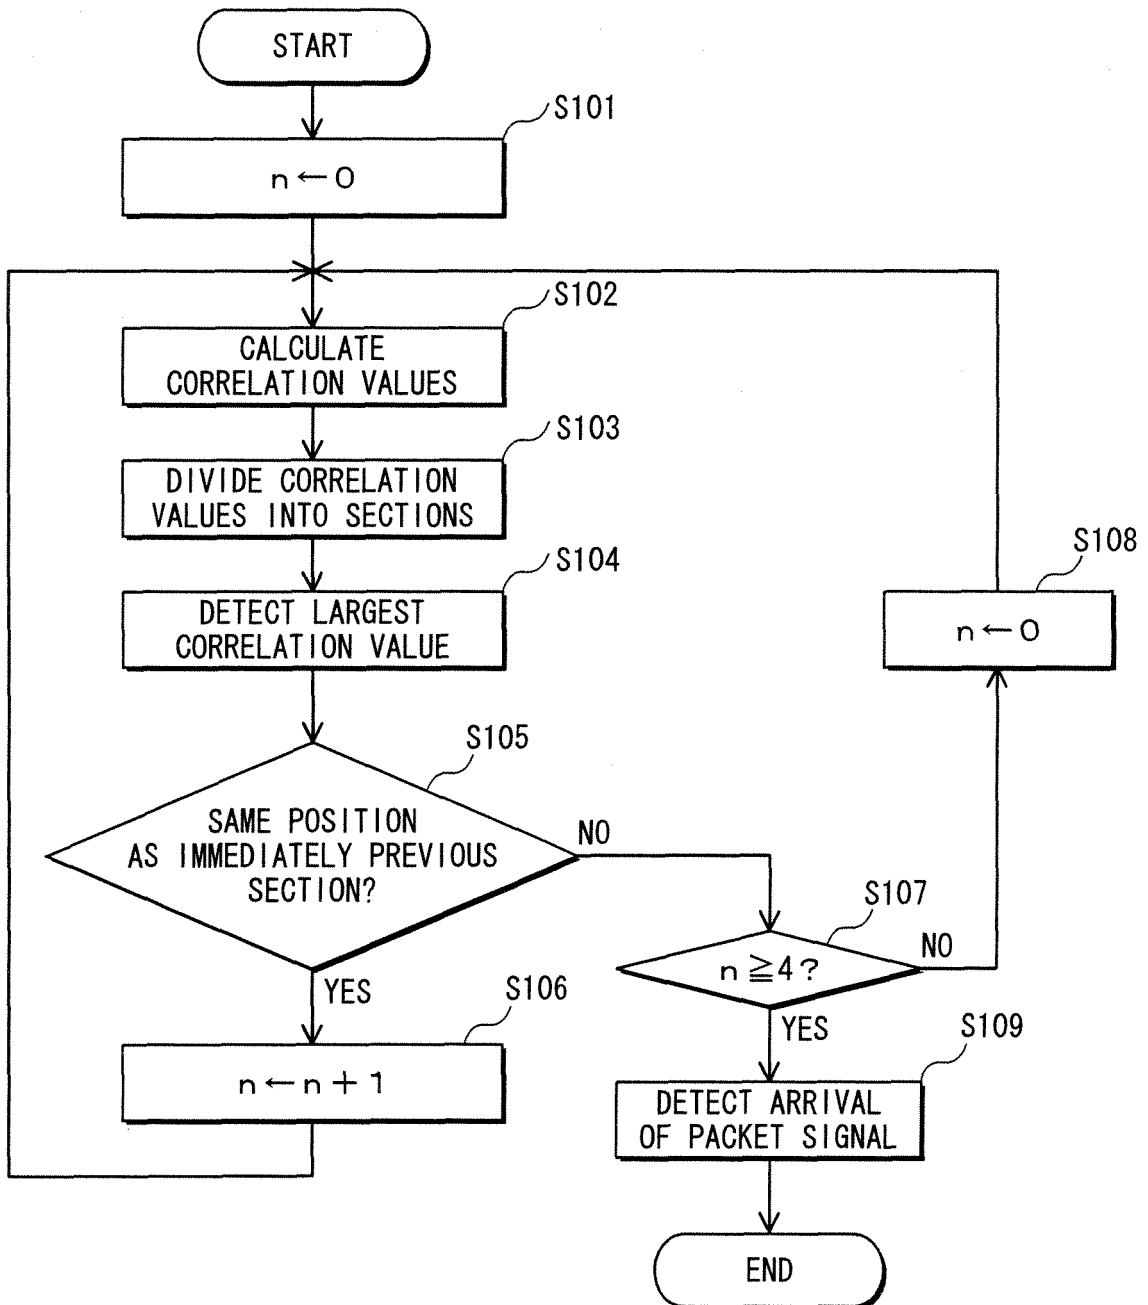 START
S101
n←0
S102
CALCULATE
CORRELATION VALUES
S103
DIVIDE CORRELATION
VALUES INTO SECTIONS
S104
DETECT LARGEST
CORRELATION VALUE
S105
SAME POSITION
AS IMMEDIATELY PREVIOUS
SECTION?
NO
YES
S106
n←n+1
S107
n≧4?
NO
YES
S108
n←0
S109
DETECT ARRIVAL
OF PACKET SIGNAL
END